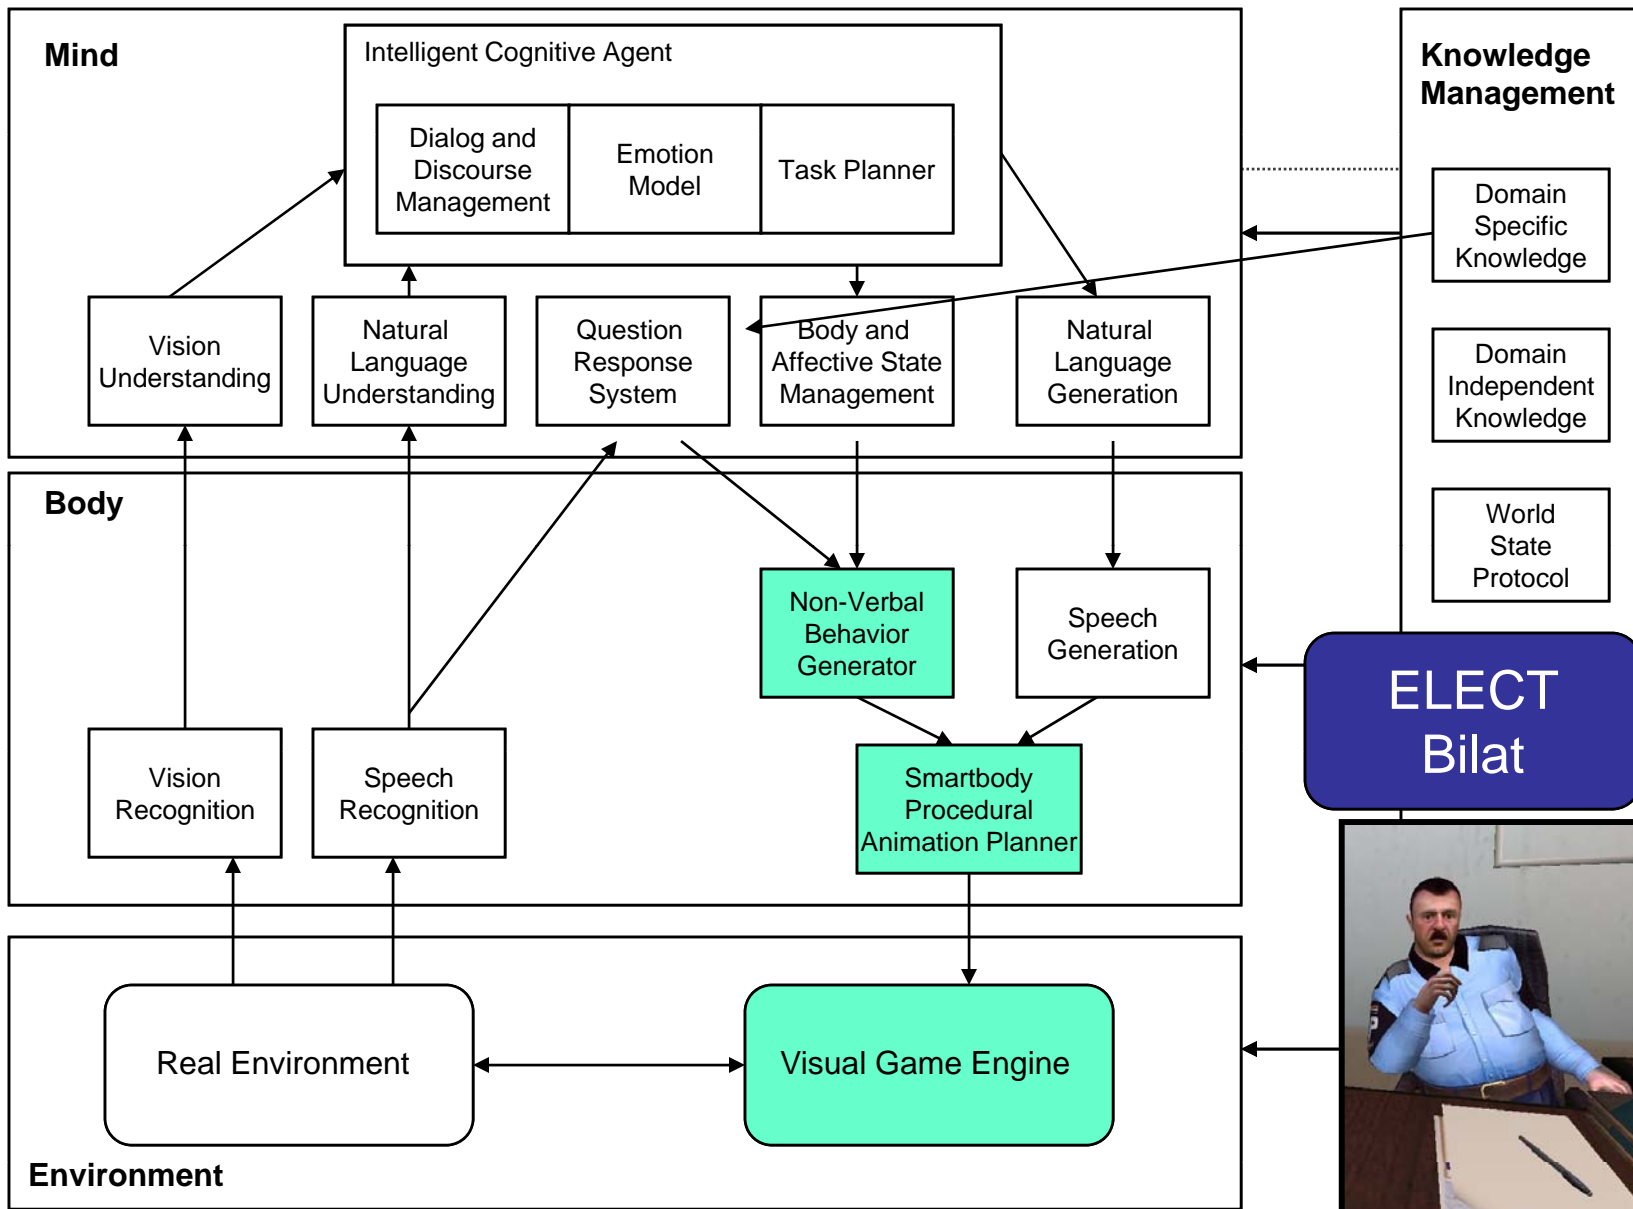 Mind
Intelligent Cognitive Agent
Dialog and
Discourse
Management
Emotion
Model
Task Planner
Vision
Understanding
Natural
Language
Understanding
Question
Response
System
Body and
Affective State
Management
Natural
Language
Generation
Knowledge
Management
Domain
Specific
Knowledge
Domain
Independent
Knowledge
World
State
Protocol
Body
Non-Verbal
Behavior
Generator
Speech
Generation
Vision
Recognition
Speech
Recognition
Smartbody
Procedural
Animation Planner
ELECT
Bilat
Real Environment
Visual Game Engine
Environment